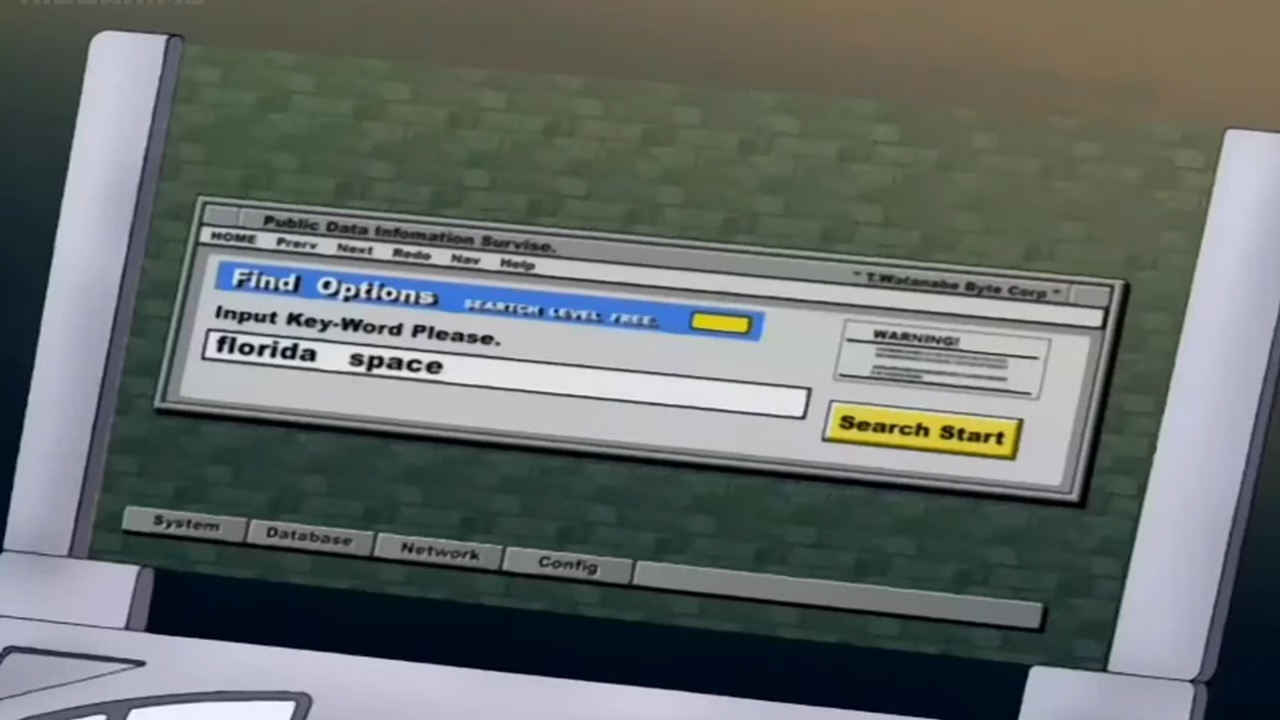 Public Data Infomation Survise.
* T.Watanabe Byte Corp *
HOME Prerv Next Redo Nav Help
Find Options SEARTCH LEVEL FREE.
WARNING!
Input Key-Word Please.
florida space
Search Start
System Database Network Config